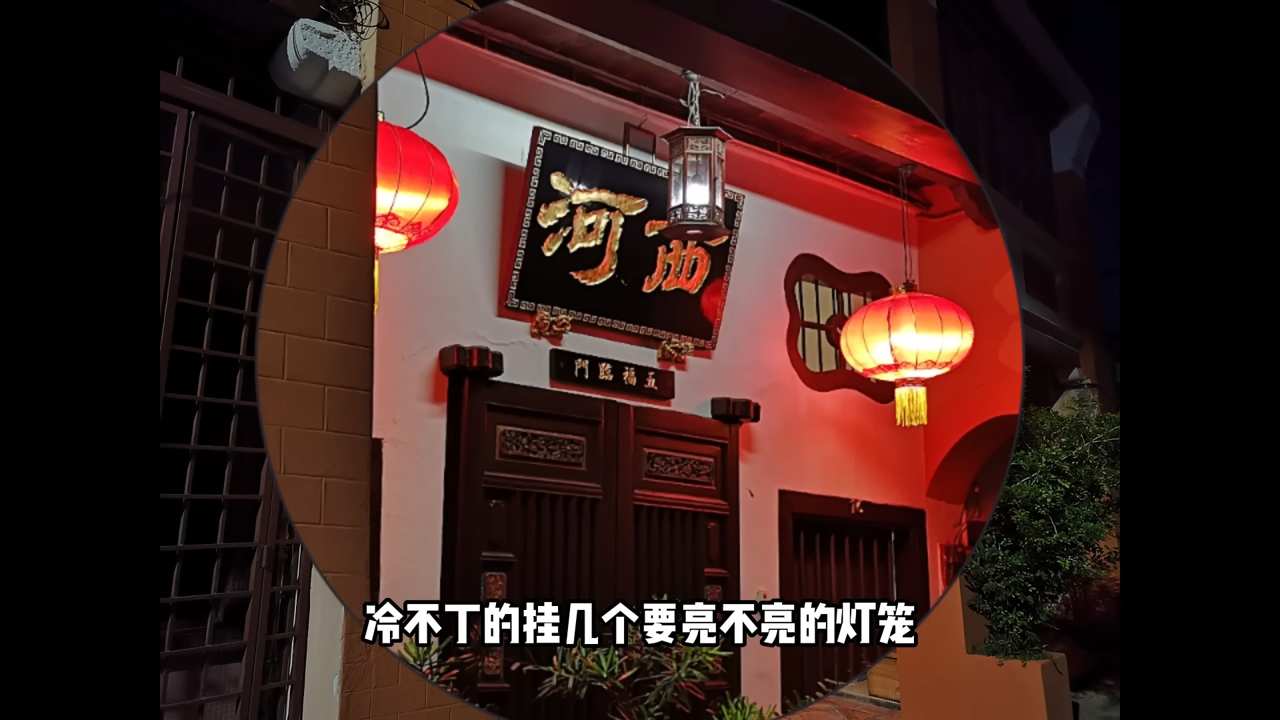 西河
五福臨門
冷不丁的挂几个要亮不亮的灯笼